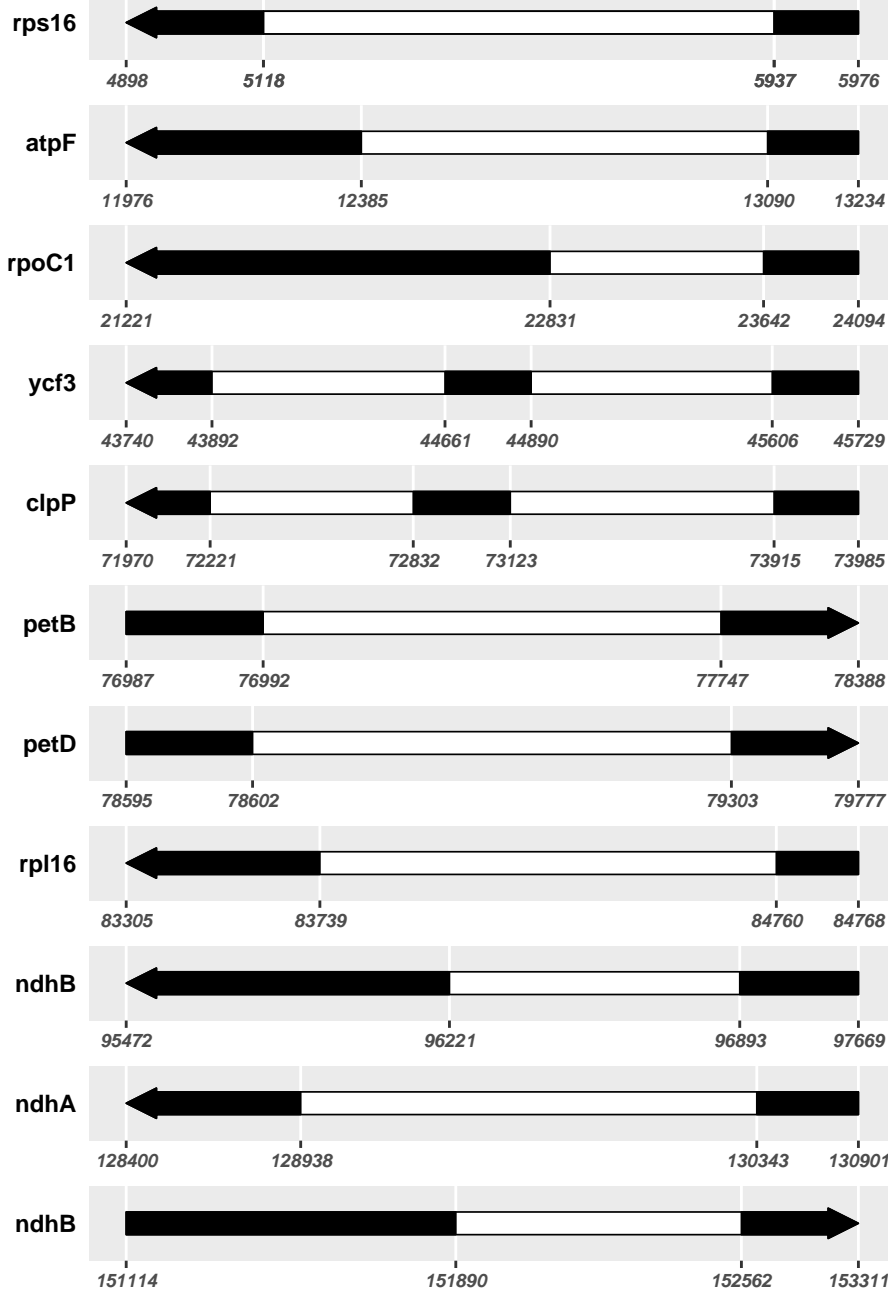 rps16
4898 5118 5937 5976
atpF
11976 12385 13090 13234
rpoC1
21221 22831 23642 24094
ycf3
43740 43892 44661 44890 45606 45729
clpP
71970 72221 72832 73123 73915 73985
petB
76987 76992 77747 78388
petD
78595 78602 79303 79777
rpl16
83305 83739 84760 84768
ndhB
95472 96221 96893 97669
ndhA
128400 128938 130343 130901
ndhB
151114 151890 152562 153311